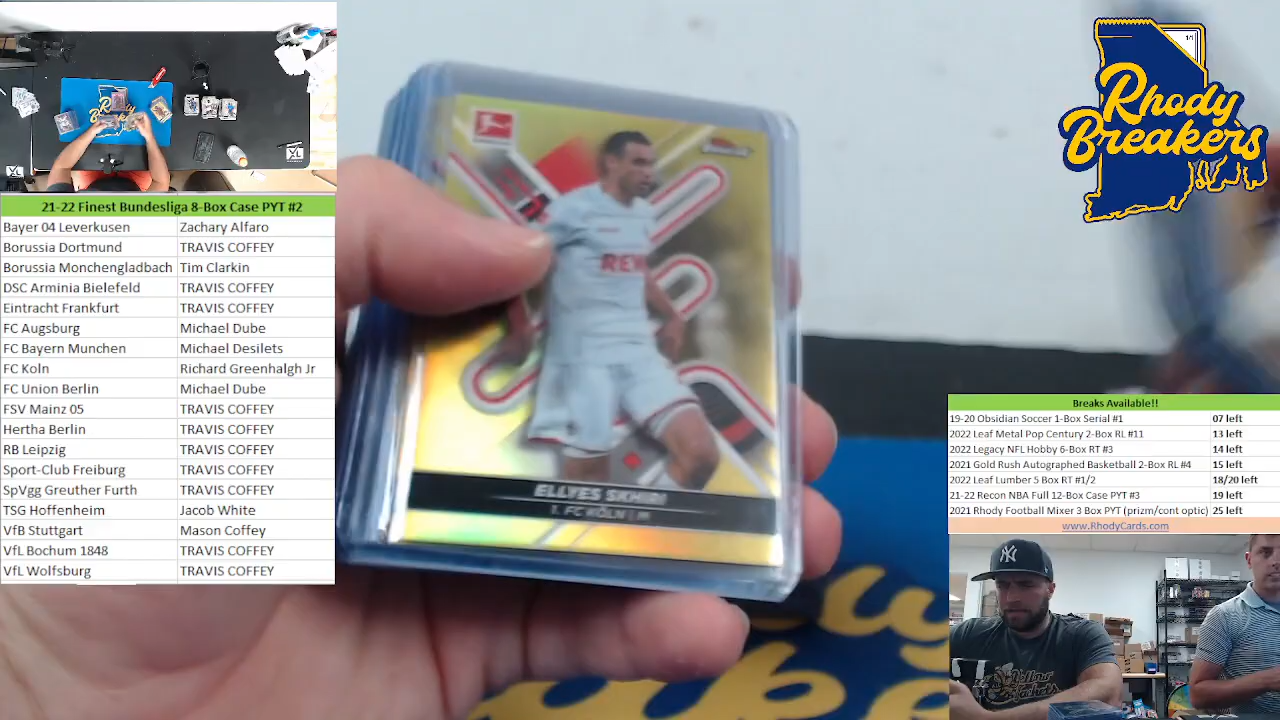 21-22 Finest Bundesliga 8-Box Case PYT #2
Bayer 04 Leverkusen Zachary Alfaro
Borussia Dortmund TRAVIS COFFEY
Borussia Monchengladbach Tim Clarkin
DSC Arminia Bielefeld TRAVIS COFFEY
Eintracht Frankfurt TRAVIS COFFEY
FC Augsburg Michael Dube
FC Bayern Munchen Michael Desilets
FC Koln Richard Greenhalgh Jr
FC Union Berlin Michael Dube
FSV Mainz 05 TRAVIS COFFEY
Hertha Berlin TRAVIS COFFEY
RB Leipzig TRAVIS COFFEY
Sport-Club Freiburg TRAVIS COFFEY
SpVgg Greuther Furth TRAVIS COFFEY
TSG Hoffenheim Jacob White
VfB Stuttgart Mason Coffey
VfL Bochum 1848 TRAVIS COFFEY
VfL Wolfsburg TRAVIS COFFEY
REWE
ELLYES SKHIRI
1. FC KÖLN | M
1/1
Rhody
Breakers
Breaks Available!!
19-20 Obsidian Soccer 1-Box Serial #1 07 left
2022 Leaf Metal Pop Century 2-Box RL #11 13 left
2022 Legacy NFL Hobby 6-Box RT #3 14 left
2021 Gold Rush Autographed Basketball 2-Box RL #4 15 left
2022 Leaf Lumber 5 Box RT #1/2 18/20 left
21-22 Recon NBA Full 12-Box Case PYT #3 19 left
2021 Rhody Football Mixer 3 Box PYT (prizm/cont optic) 25 left
www.RhodyCards.com